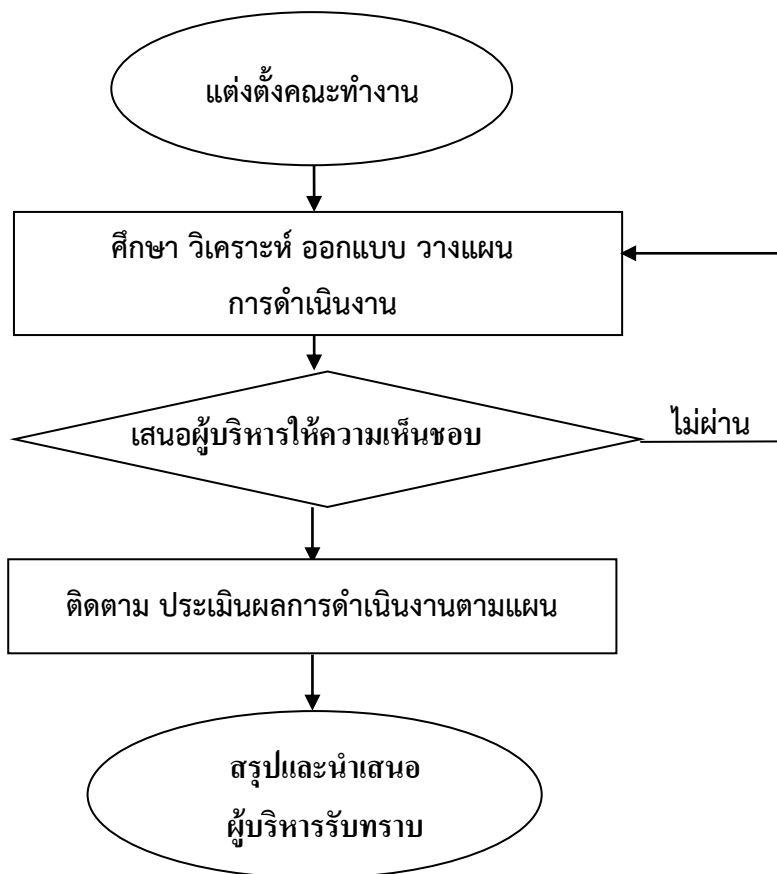 แต่งตั้งคณะทำงาน
ศึกษา วิเคราะห์ ออกแบบ วางแผน
การดำเนินงาน
เสนอผู้บริหารให้ความเห็นชอบ
ไม่ผ่าน
ติดตาม ประเมินผลการดำเนินงานตามแผน
สรุปและนำเสนอ
ผู้บริหารรับทราบ